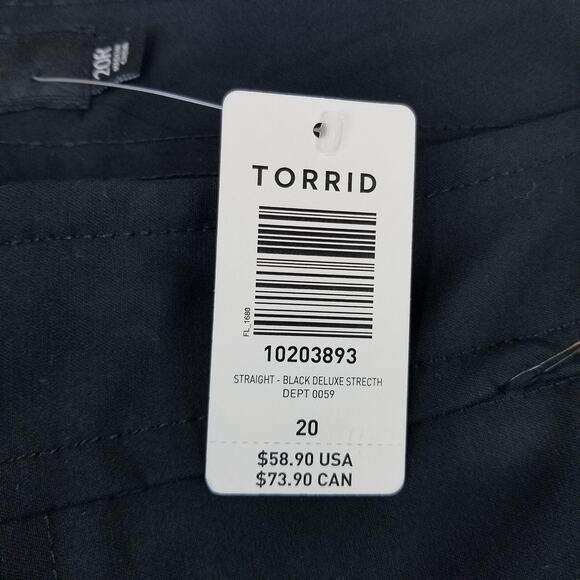 20R
TORRID
FL_1680
10203893
STRAIGHT - BLACK DELUXE STRECTH
DEPT 0059
20
$58.90 USA
$73.90 CAN